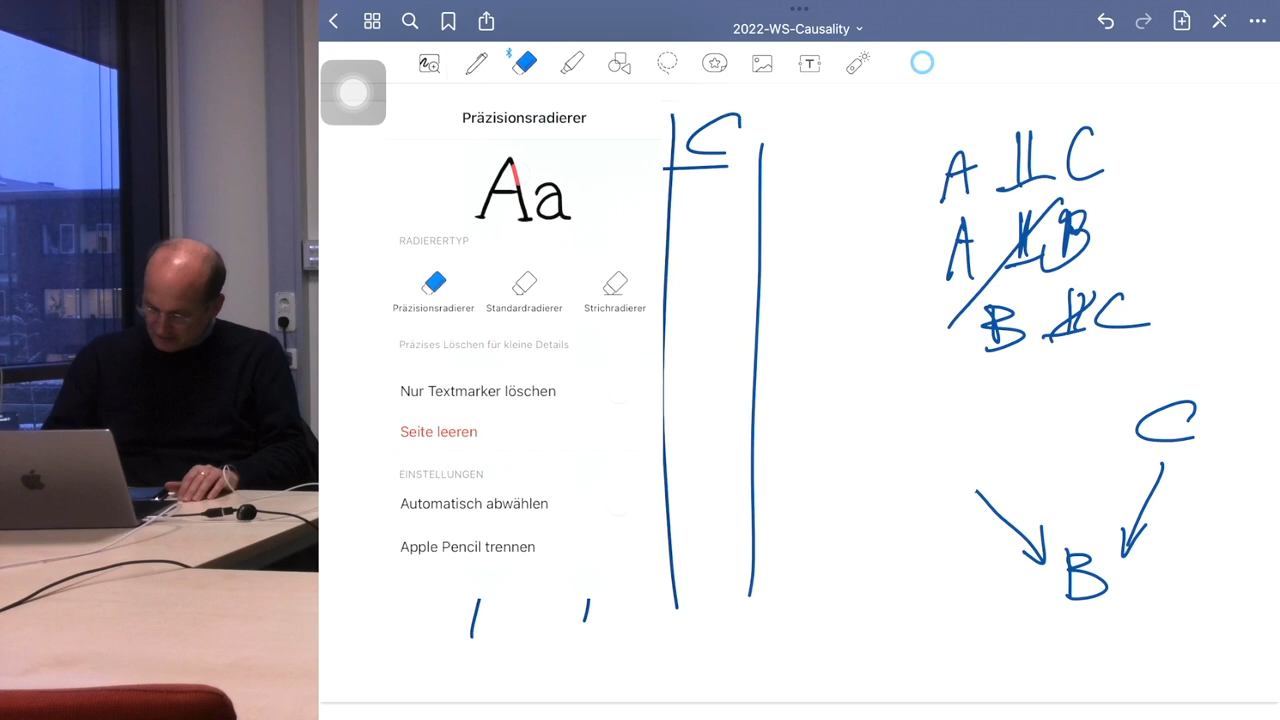 2022-WS-Causality
T
Präzisionsradierer
Aa
RADIERERTYP
Präzisionsradierer Standardradierer Strichradierer
Präzises Löschen für kleine Details
Nur Textmarker löschen
Seite leeren
EINSTELLUNGEN
Automatisch abwählen
Apple Pencil trennen
C
A ⫫ C
A ⫫̸ B
B ⫫̸ C
C
B